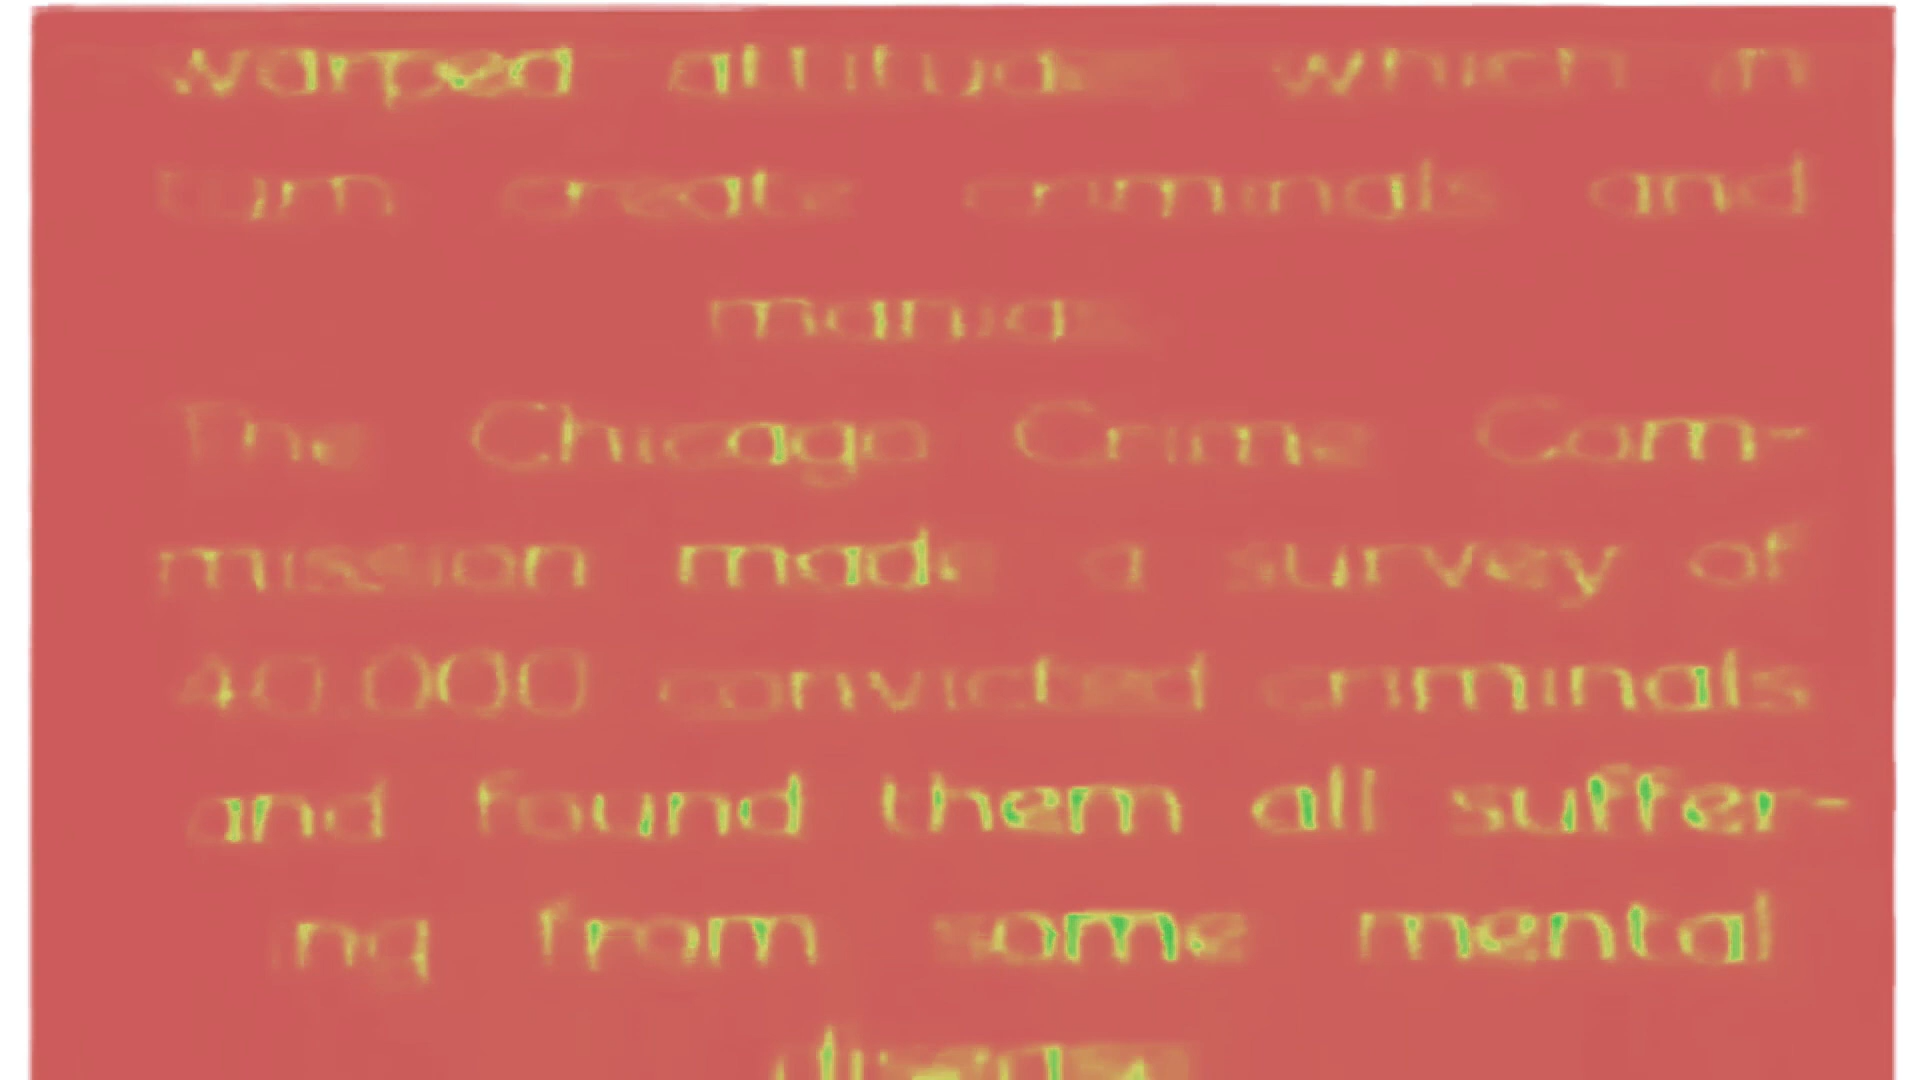 warped attitudes which in
turn create criminals and
maniacs
The Chicago Crime Com-
mission made a survey of
40,000 convicted criminals
and found them all suffer-
ing from some mental
disease